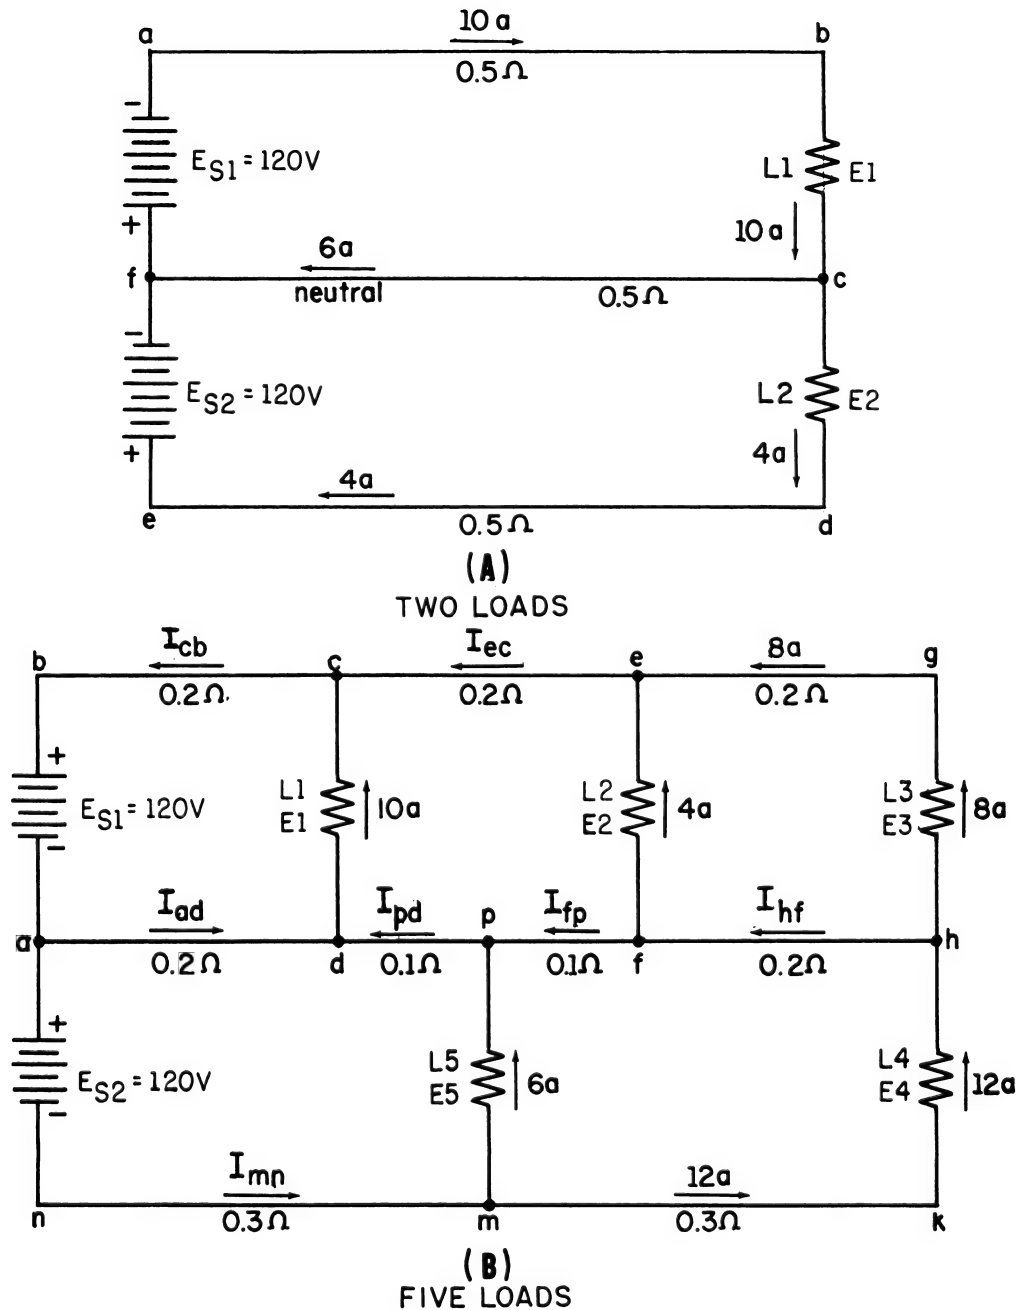 10 a
a
b
0.5Ω
−
E_S1 = 120V
L1
E1
+
10 a
6a
f
c
neutral
0.5Ω
−
E_S2 = 120V
L2
E2
+
4a
4a
e
0.5Ω
d
(A)
TWO LOADS
I_cb
I_ec
8a
b
c
e
g
0.2Ω
0.2Ω
0.2Ω
+
E_S1 = 120V
−
L1
E1
10a
L2
E2
4a
L3
E3
8a
I_ad
I_pd
p
I_fp
I_hf
a
h
0.2Ω
d
0.1Ω
0.1Ω
f
0.2Ω
+
E_S2 = 120V
−
L5
E5
6a
L4
E4
12a
I_mn
12a
n
0.3Ω
m
0.3Ω
k
(B)
FIVE LOADS